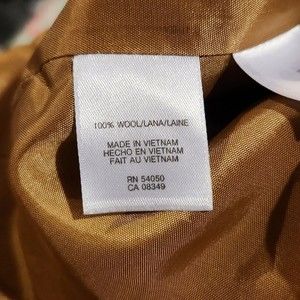 100% WOOL/LANA/LAINE
MADE IN VIETNAM
HECHO EN VIETNAM
FAIT AU VIETNAM
RN 54050
CA 08349